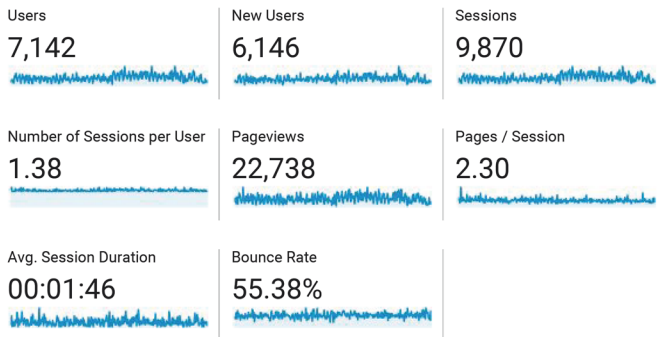 Users
7,142
New Users
6,146
Sessions
9,870
Number of Sessions per User
1.38
Pageviews
22,738
Pages / Session
2.30
Avg. Session Duration
00:01:46
Bounce Rate
55.38%